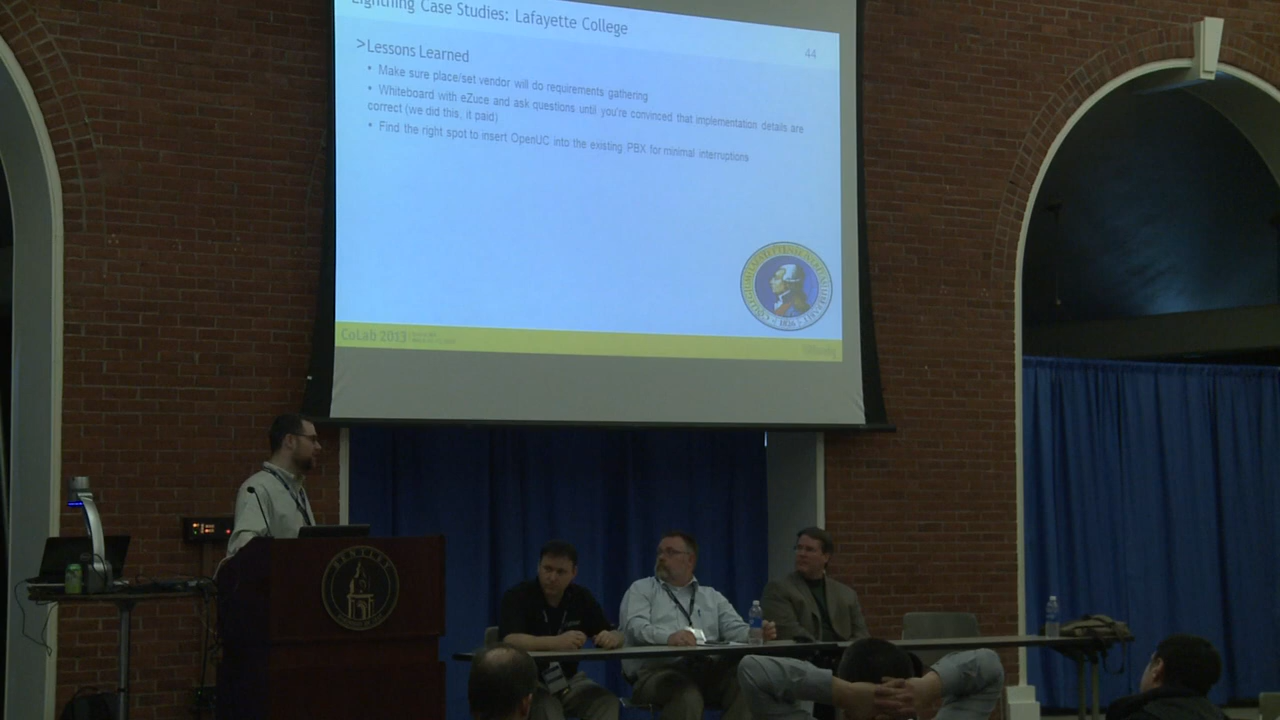 Lightning Case Studies: Lafayette College
44
>Lessons Learned
• Make sure place/set vendor will do requirements gathering
• Whiteboard with eZuce and ask questions until you're convinced that implementation details are
correct (we did this, it paid)
• Find the right spot to insert OpenUC into the existing PBX for minimal interruptions
CoLab 2013
BENTLEY